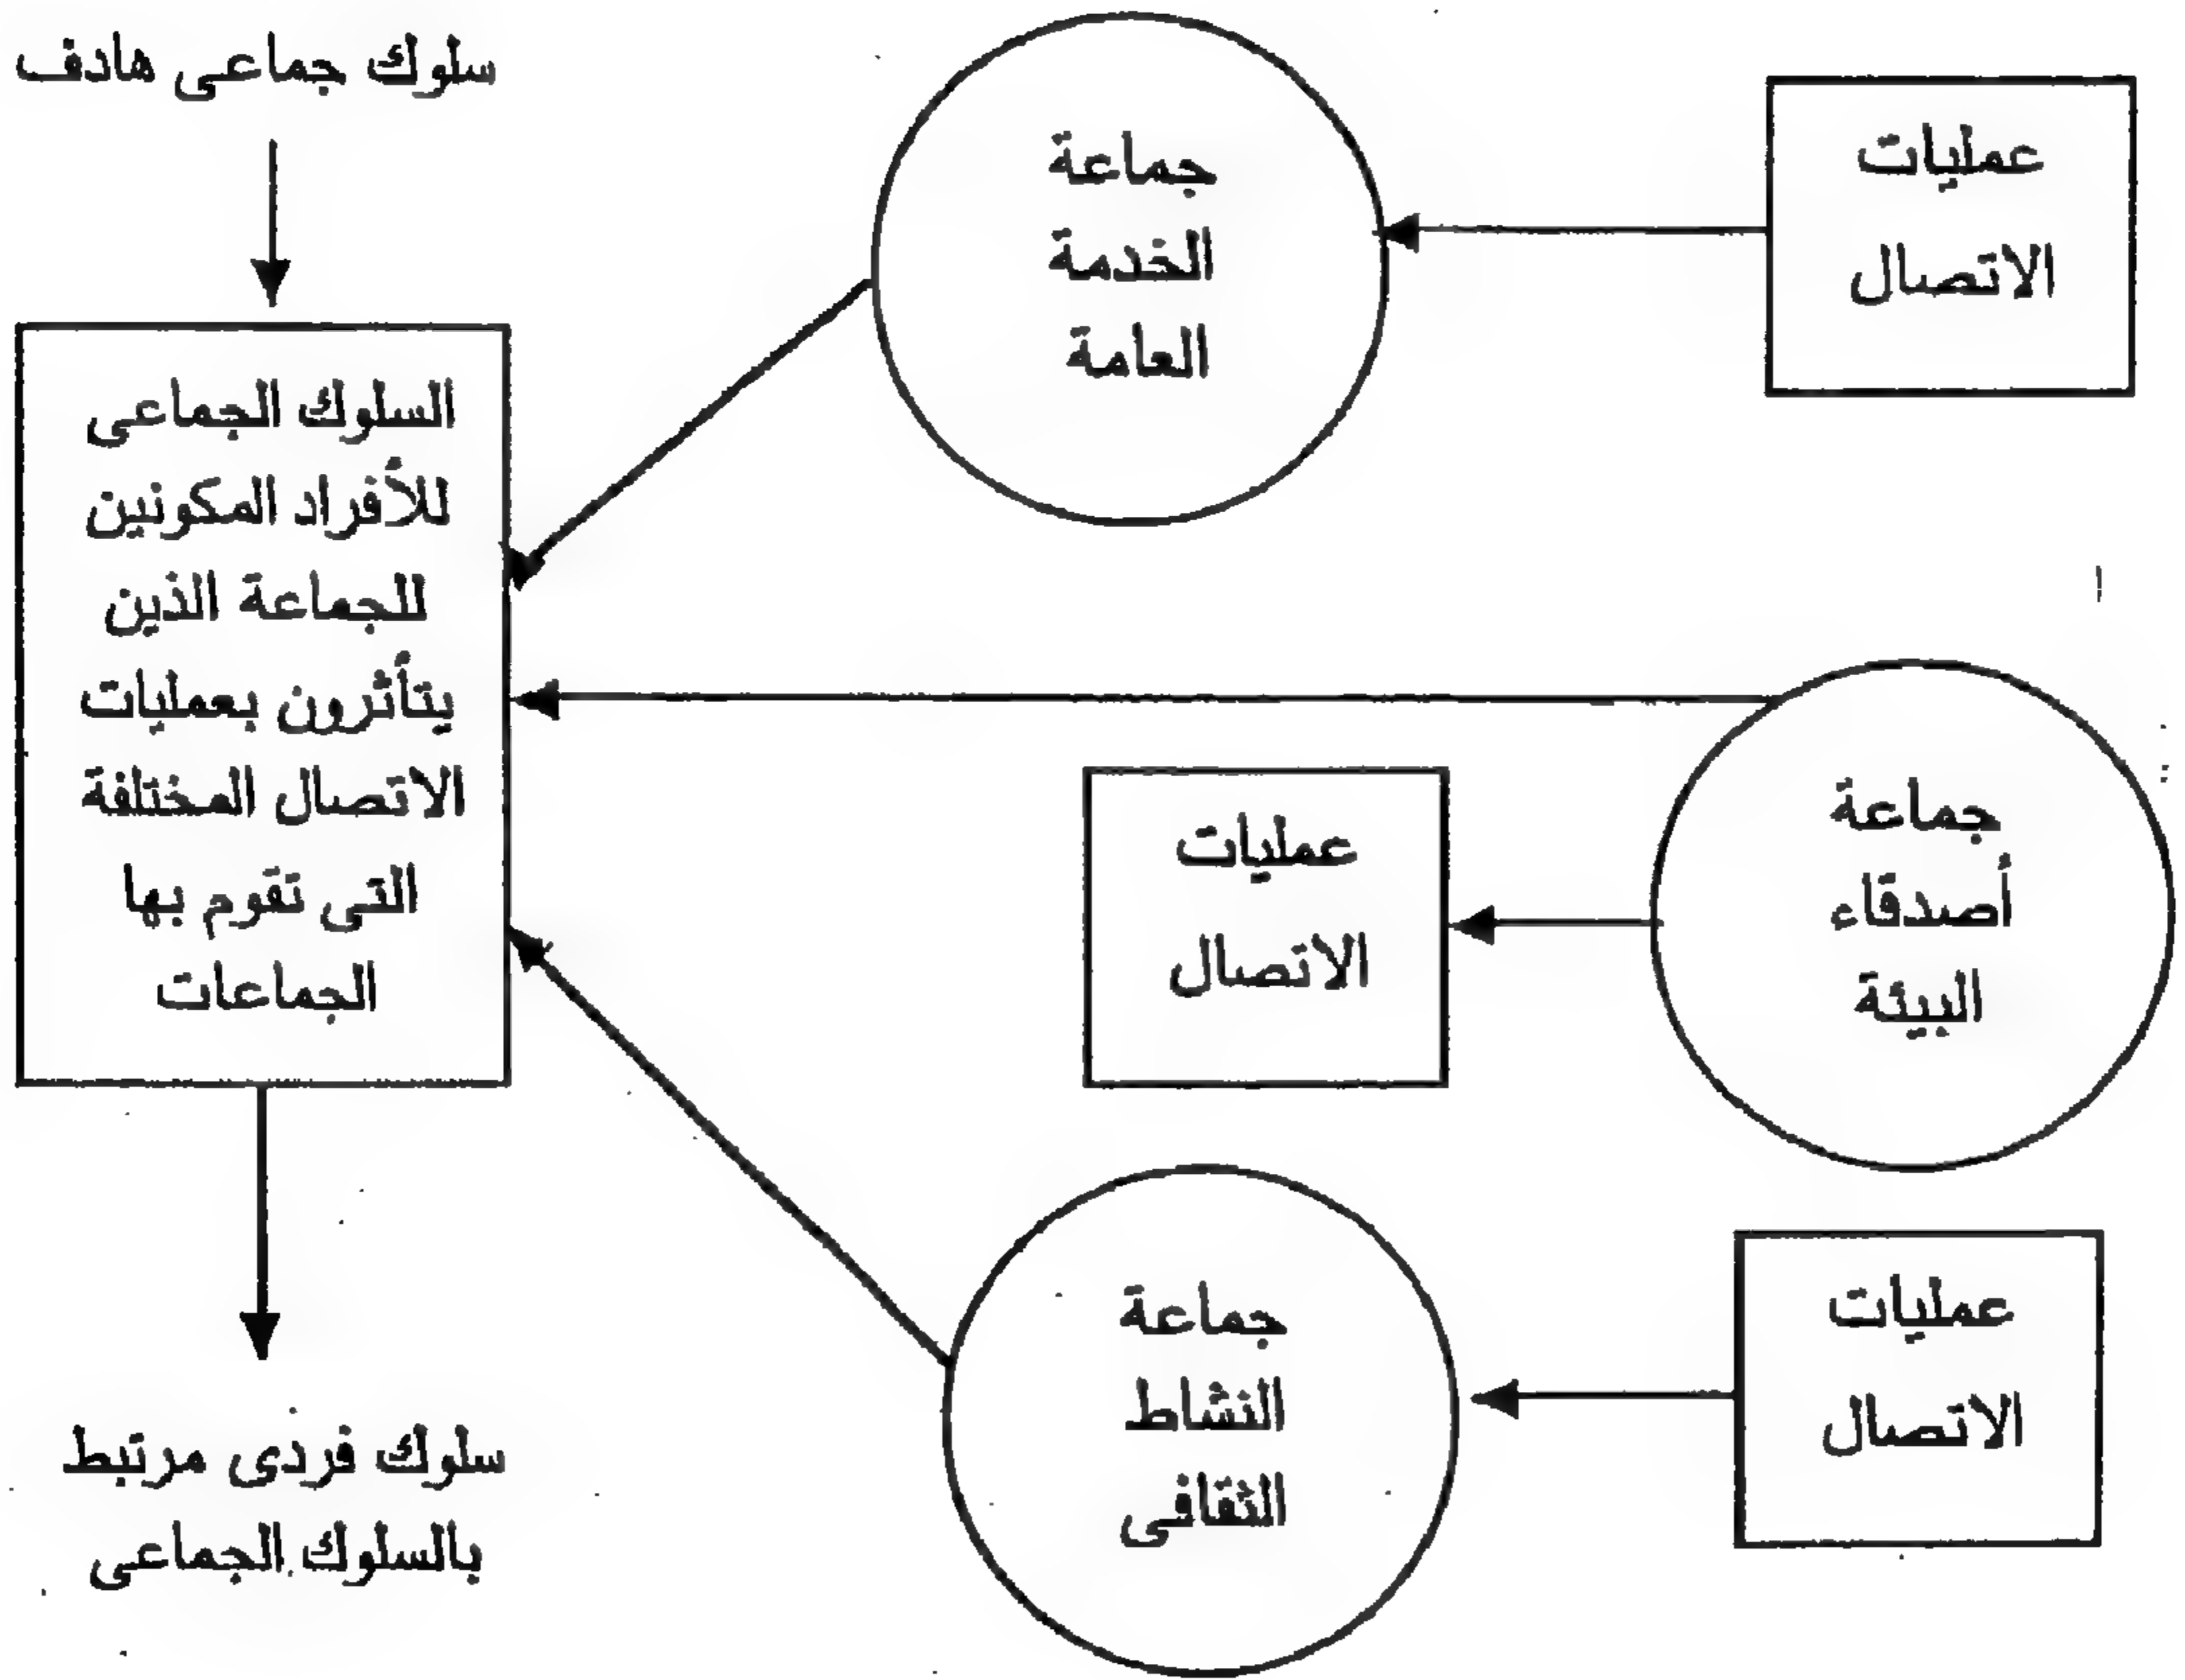 سلوك جماعى هادف
عمليات
الاتصال
جماعة
الخدمة
العامة
السلوك الجماعى
للأفراد المكونين
للجماعة الذين
يتأثرون بعمليات
الاتصال المختلفة
التى تقوم بها
الجماعات
جماعة
أصدقاء
البيئة
عمليات
الاتصال
عمليات
الاتصال
جماعة
النشاط
الثقافى
سلوك فردى مرتبط
بالسلوك الجماعى